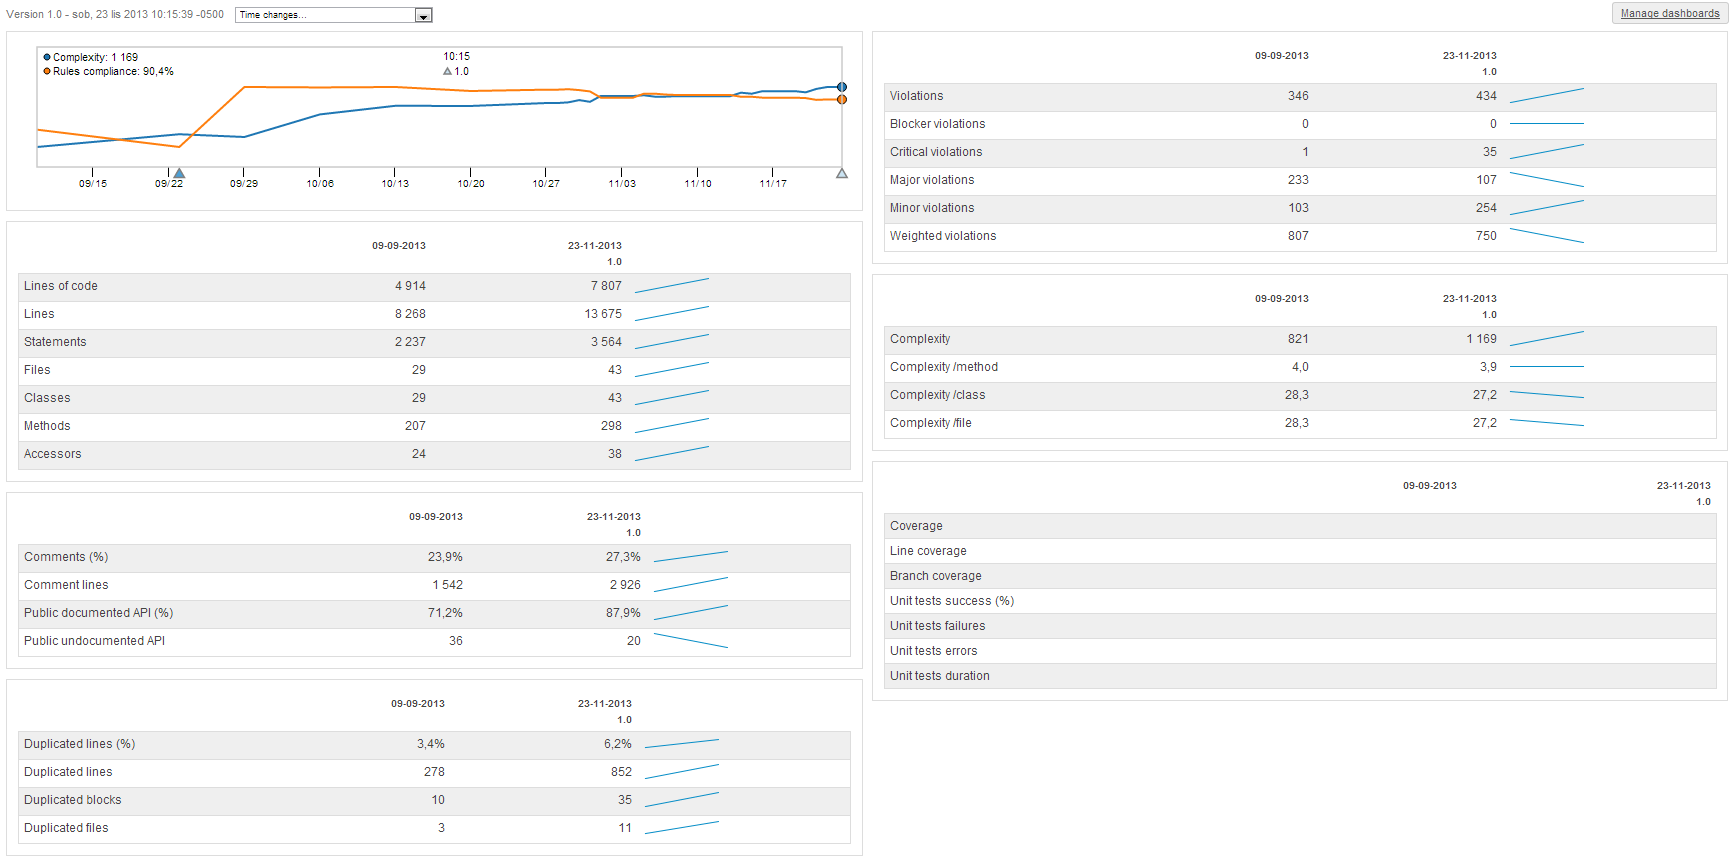 Version 1.0 - sob, 23 lis 2013 10:15:39 -0500 Time changes... Manage dashboards
Complexity: 1 169 10:15
Rules compliance: 90,4% 1.0
09/15 09/22 09/29 10/06 10/13 10/20 10/27 11/03 11/10 11/17
09-09-2013 23-11-2013
1.0
Lines of code 4 914 7 807
Lines 8 268 13 675
Statements 2 237 3 564
Files 29 43
Classes 29 43
Methods 207 298
Accessors 24 38
09-09-2013 23-11-2013
1.0
Comments (%) 23,9% 27,3%
Comment lines 1 542 2 926
Public documented API (%) 71,2% 87,9%
Public undocumented API 36 20
09-09-2013 23-11-2013
1.0
Duplicated lines (%) 3,4% 6,2%
Duplicated lines 278 852
Duplicated blocks 10 35
Duplicated files 3 11
09-09-2013 23-11-2013
1.0
Violations 346 434
Blocker violations 0 0
Critical violations 1 35
Major violations 233 107
Minor violations 103 254
Weighted violations 807 750
09-09-2013 23-11-2013
1.0
Complexity 821 1 169
Complexity /method 4,0 3,9
Complexity /class 28,3 27,2
Complexity /file 28,3 27,2
09-09-2013 23-11-2013
1.0
Coverage
Line coverage
Branch coverage
Unit tests success (%)
Unit tests failures
Unit tests errors
Unit tests duration